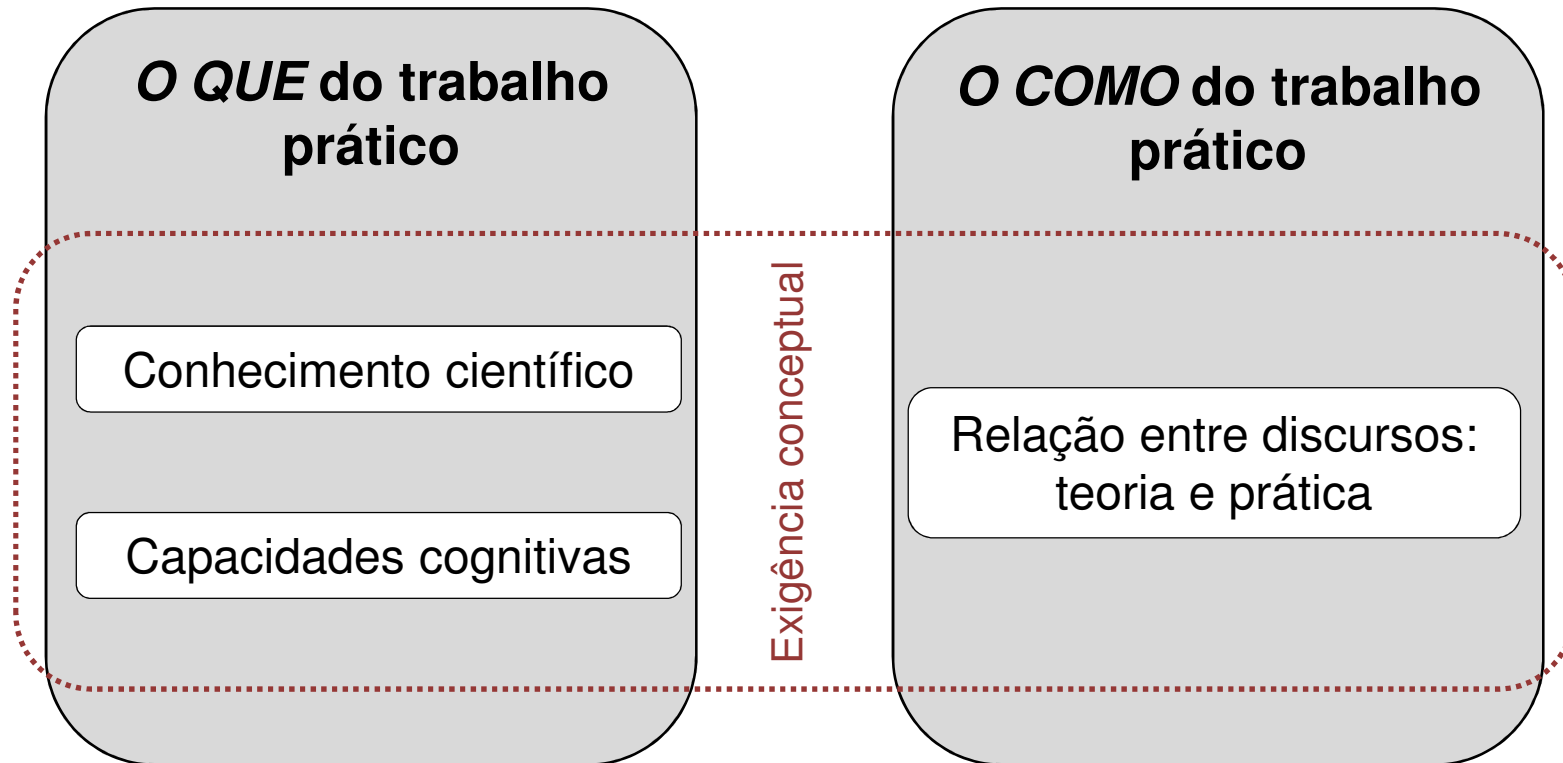 O QUE do trabalho
prático
Conhecimento científico
Capacidades cognitivas
Exigência conceptual
O COMO do trabalho
prático
Relação entre discursos:
teoria e prática